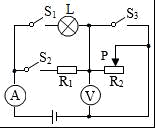 S₁ L S₃
S₂ P
R₁ R₂
A V